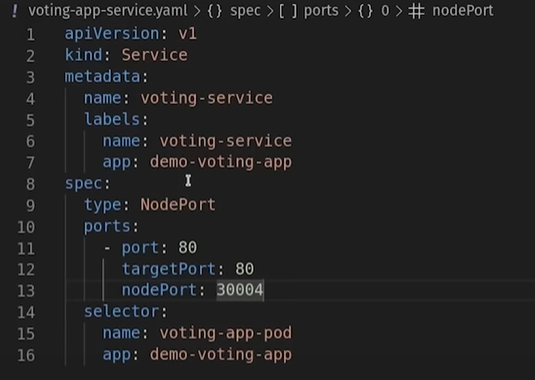 ! voting-app-service.yaml > {} spec > [ ] ports > {} 0 > # nodePort
1 apiVersion: v1
2 kind: Service
3 metadata:
4   name: voting-service
5   labels:
6     name: voting-service
7     app: demo-voting-app
8 spec:
9   type: NodePort
10   ports:
11     - port: 80
12       targetPort: 80
13       nodePort: 30004
14   selector:
15     name: voting-app-pod
16     app: demo-voting-app